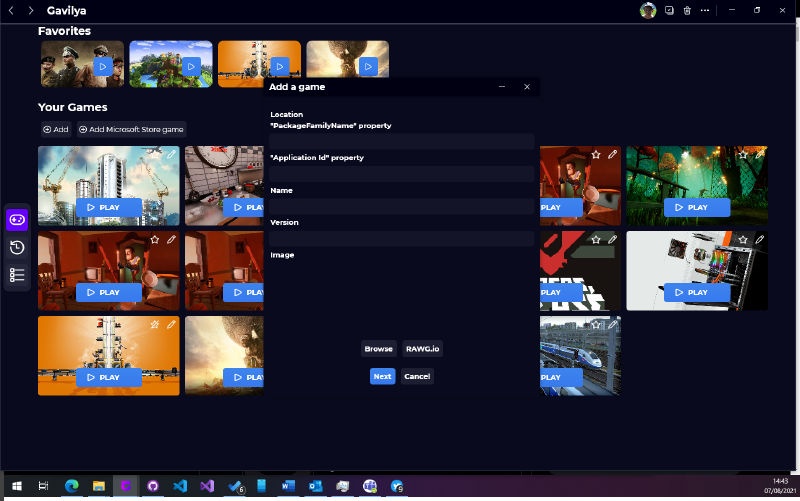 Gavilya
Favorites
Add a game
Your Games
Add
Add Microsoft Store game
Location
"PackageFamilyName" property
"Application Id" property
Name
Version
Image
PLAY
PLAY
PLAY
PLAY
PLAY
PLAY
PLAY
PLAY
PLAY
PLAY
PLAY
PLAY
Browse
RAWG.io
Next
Cancel
6
9
14:43
07/08/2021